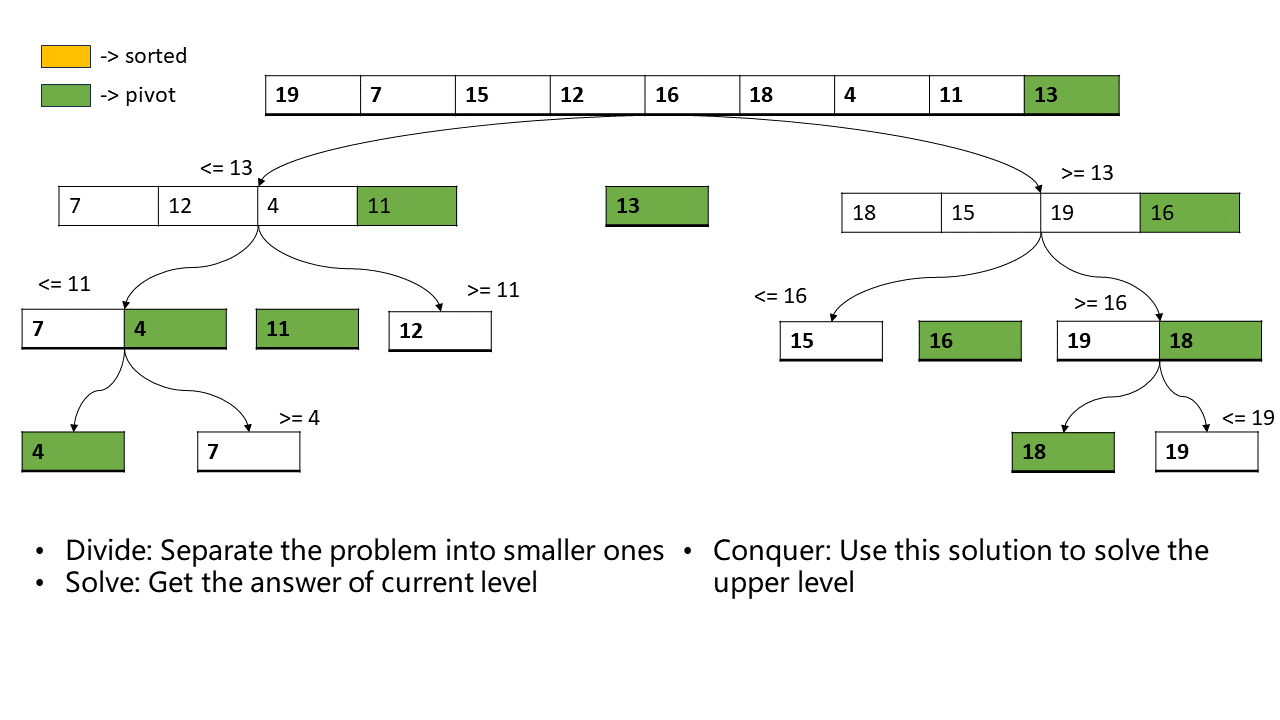 -> sorted
-> pivot
19 7 15 12 16 18 4 11 13
<= 13
>= 13
7 12 4 11
13
18 15 19 16
<= 11
>= 11
<= 16
>= 16
7 4
11
12
15
16
19 18
>= 4
<= 19
4
7
18
19
• Divide: Separate the problem into smaller ones
• Solve: Get the answer of current level
• Conquer: Use this solution to solve the
upper level